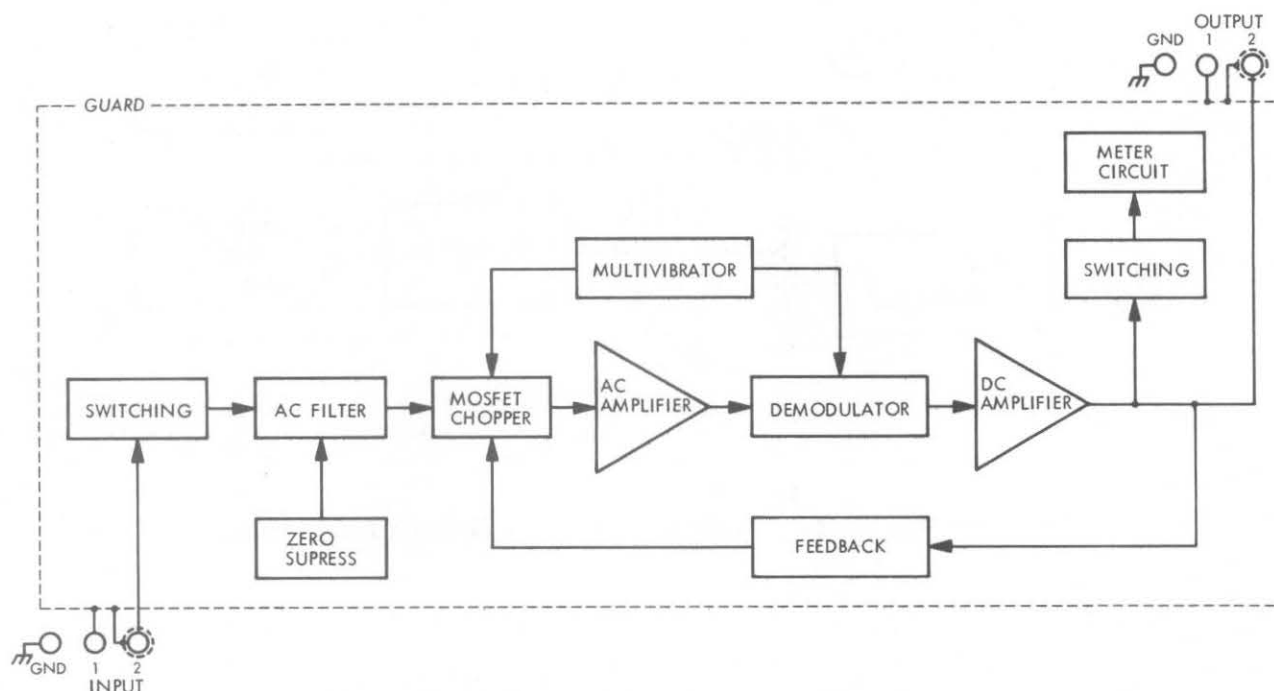 OUTPUT
GND 1 2
GUARD
METER
CIRCUIT
MULTIVIBRATOR
SWITCHING
SWITCHING
AC FILTER
MOSFET
CHOPPER
AC
AMPLIFIER
DEMODULATOR
DC
AMPLIFIER
ZERO
SUPRESS
FEEDBACK
GND 1 2
INPUT